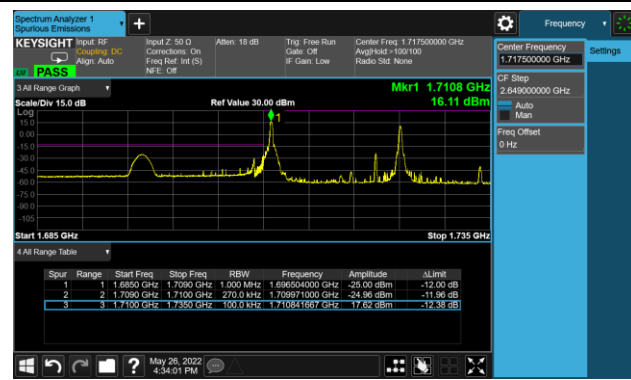 Spectrum Analyzer 1
Spurious Emissions
Frequency
KEYSIGHT Input: RF Input Z: 50 Ω Atten: 18 dB Trig: Free Run Center Freq: 1.717500000 GHz
Coupling: DC Corrections: On Gate: Off Avg|Hold:>100/100
Align: Auto Freq Ref: Int (S) IF Gain: Low Radio Std: None
NFE: Off
PASS
Center Frequency
1.717500000 GHz
Settings
CF Step
2.649000000 GHz
Auto
Man
Freq Offset
0 Hz
3 All Range Graph
Mkr1 1.7108 GHz
Scale/Div 15.0 dB Ref Value 30.00 dBm 16.11 dBm
Log
15.0
0.00
-15.0
-30.0
-45.0
-60.0
-75.0
-90.0
-105
1
Start 1.685 GHz Stop 1.735 GHz
4 All Range Table
Spur Range Start Freq Stop Freq RBW Frequency Amplitude ΔLimit
1 1 1.6850 GHz 1.7090 GHz 1.000 MHz 1.696504000 GHz -25.00 dBm -12.00 dB
2 2 1.7090 GHz 1.7100 GHz 270.0 kHz 1.709971000 GHz -24.96 dBm -11.96 dB
3 3 1.7100 GHz 1.7350 GHz 100.0 kHz 1.710841667 GHz 17.62 dBm -12.38 dB
? May 26, 2022
4:34:01 PM